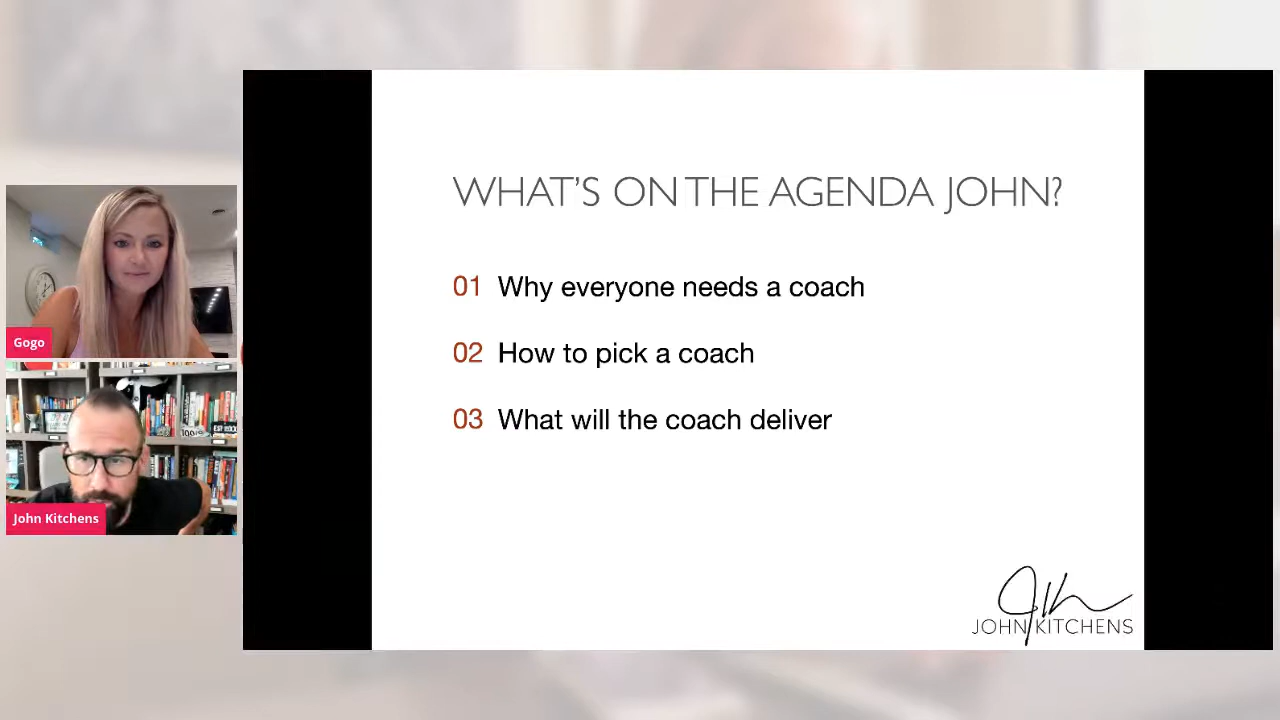 WHAT'S ON THE AGENDA JOHN?
01 Why everyone needs a coach
02 How to pick a coach
03 What will the coach deliver
JOHN KITCHENS
Gogo
John Kitchens